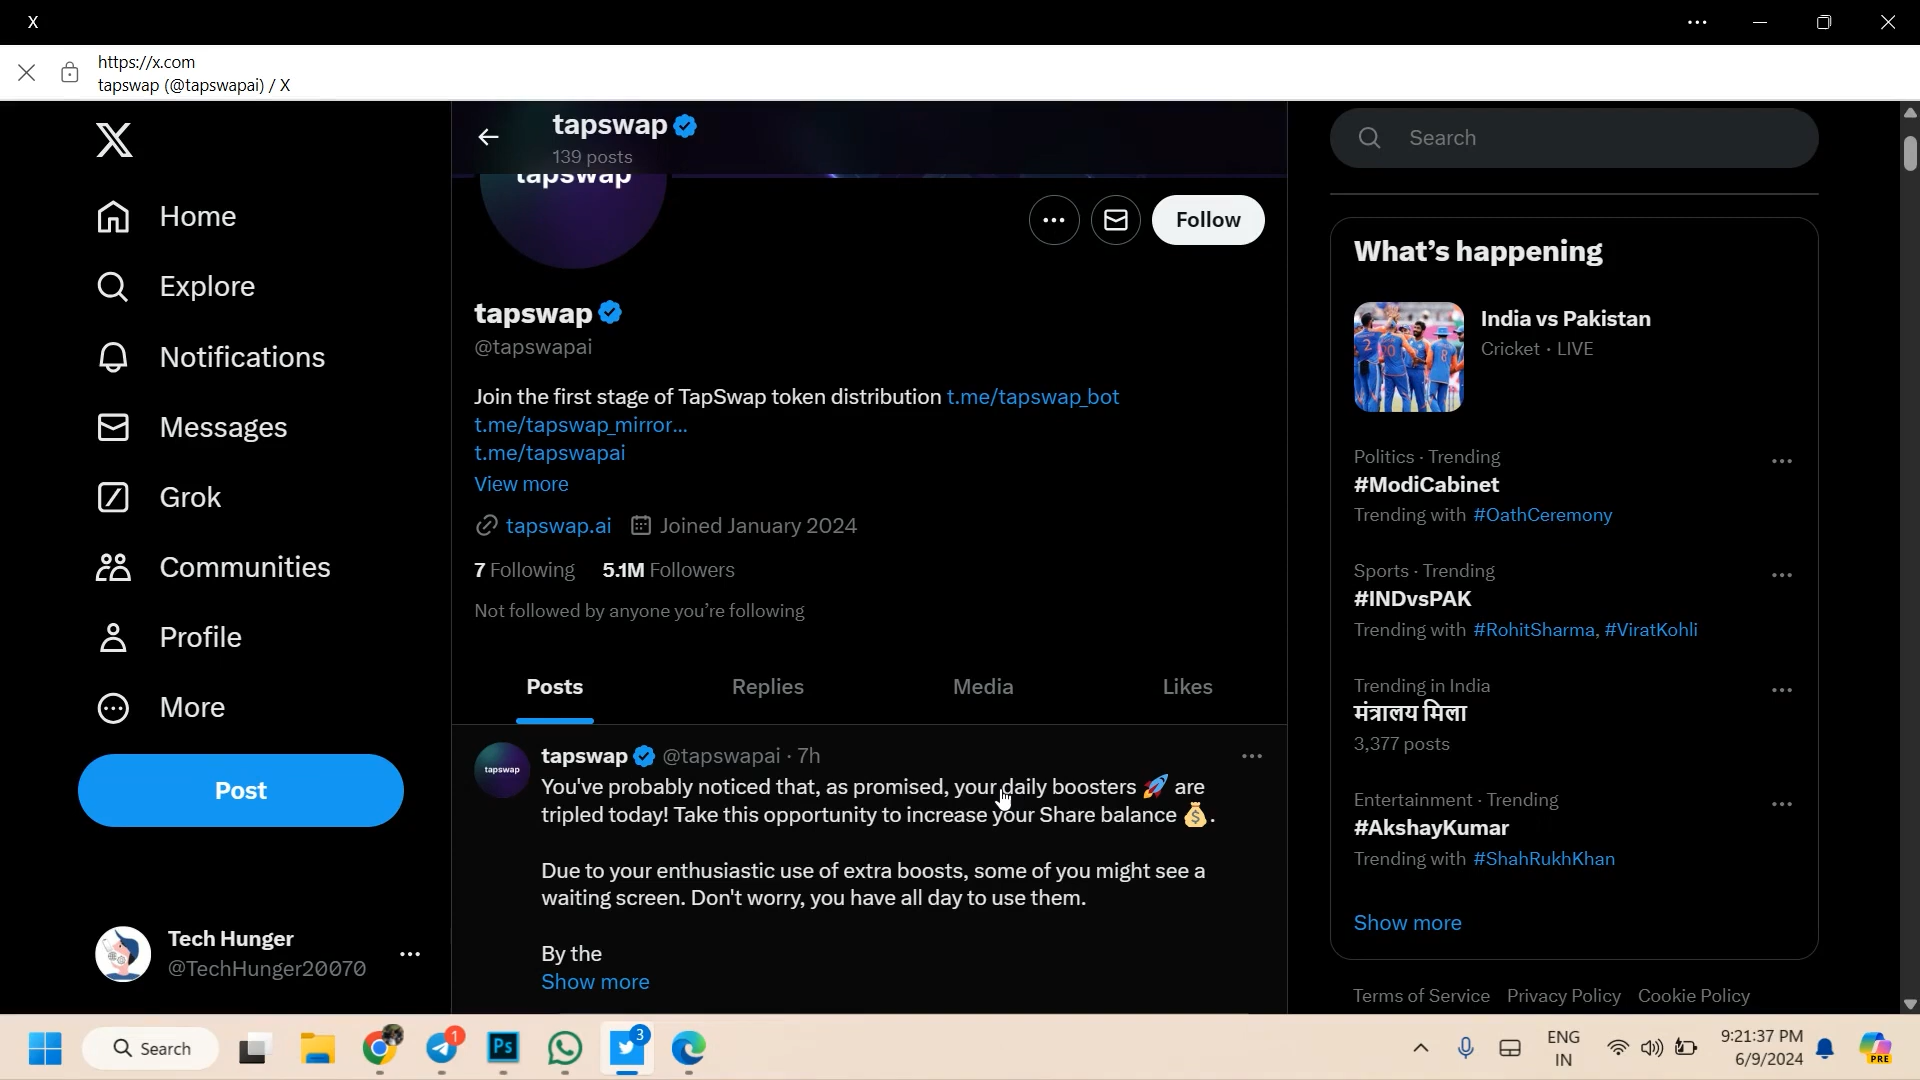 X
https://x.com
tapswap (@tapswapai) / X
Home
Explore
Notifications
Messages
Grok
Communities
Profile
More
Post
Tech Hunger
@TechHunger20070
tapswap
139 posts
tapswap
Follow
tapswap
@tapswapai
Join the first stage of TapSwap token distribution t.me/tapswap_bot
t.me/tapswap_mirror...
t.me/tapswapai
View more
tapswap.ai Joined January 2024
7 Following 5.1M Followers
Not followed by anyone you're following
Posts Replies Media Likes
tapswap
tapswap @tapswapai · 7h
You've probably noticed that, as promised, your daily boosters 🚀 are
tripled today! Take this opportunity to increase your Share balance 💰.
Due to your enthusiastic use of extra boosts, some of you might see a
waiting screen. Don't worry, you have all day to use them.
By the
Show more
Search
What's happening
India vs Pakistan
Cricket · LIVE
Politics · Trending
#ModiCabinet
Trending with #OathCeremony
Sports · Trending
#INDvsPAK
Trending with #RohitSharma, #ViratKohli
Trending in India
मंत्रालय मिला
3,377 posts
Entertainment · Trending
#AkshayKumar
Trending with #ShahRukhKhan
Show more
Terms of Service Privacy Policy Cookie Policy
Search
1
Ps
3
ENG
IN
9:21:37 PM
6/9/2024
PRE